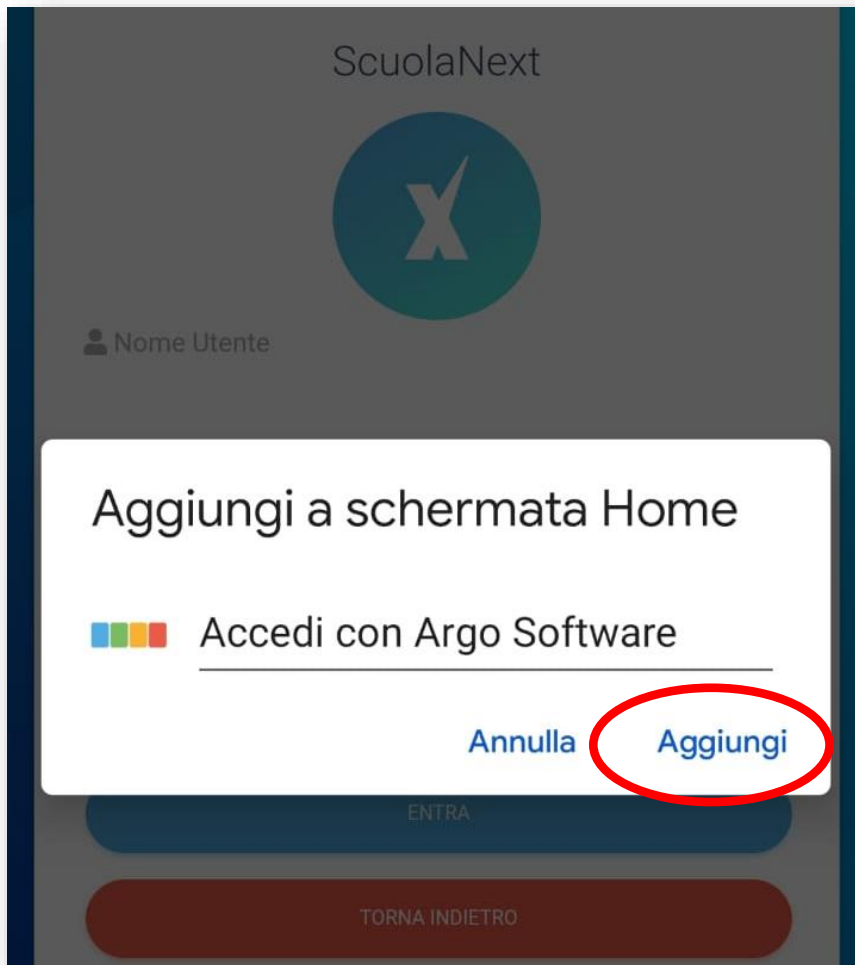 ScuolaNext
Nome Utente
Aggiungi a schermata Home
Accedi con Argo Software
Annulla Aggiungi
ENTRA
TORNA INDIETRO